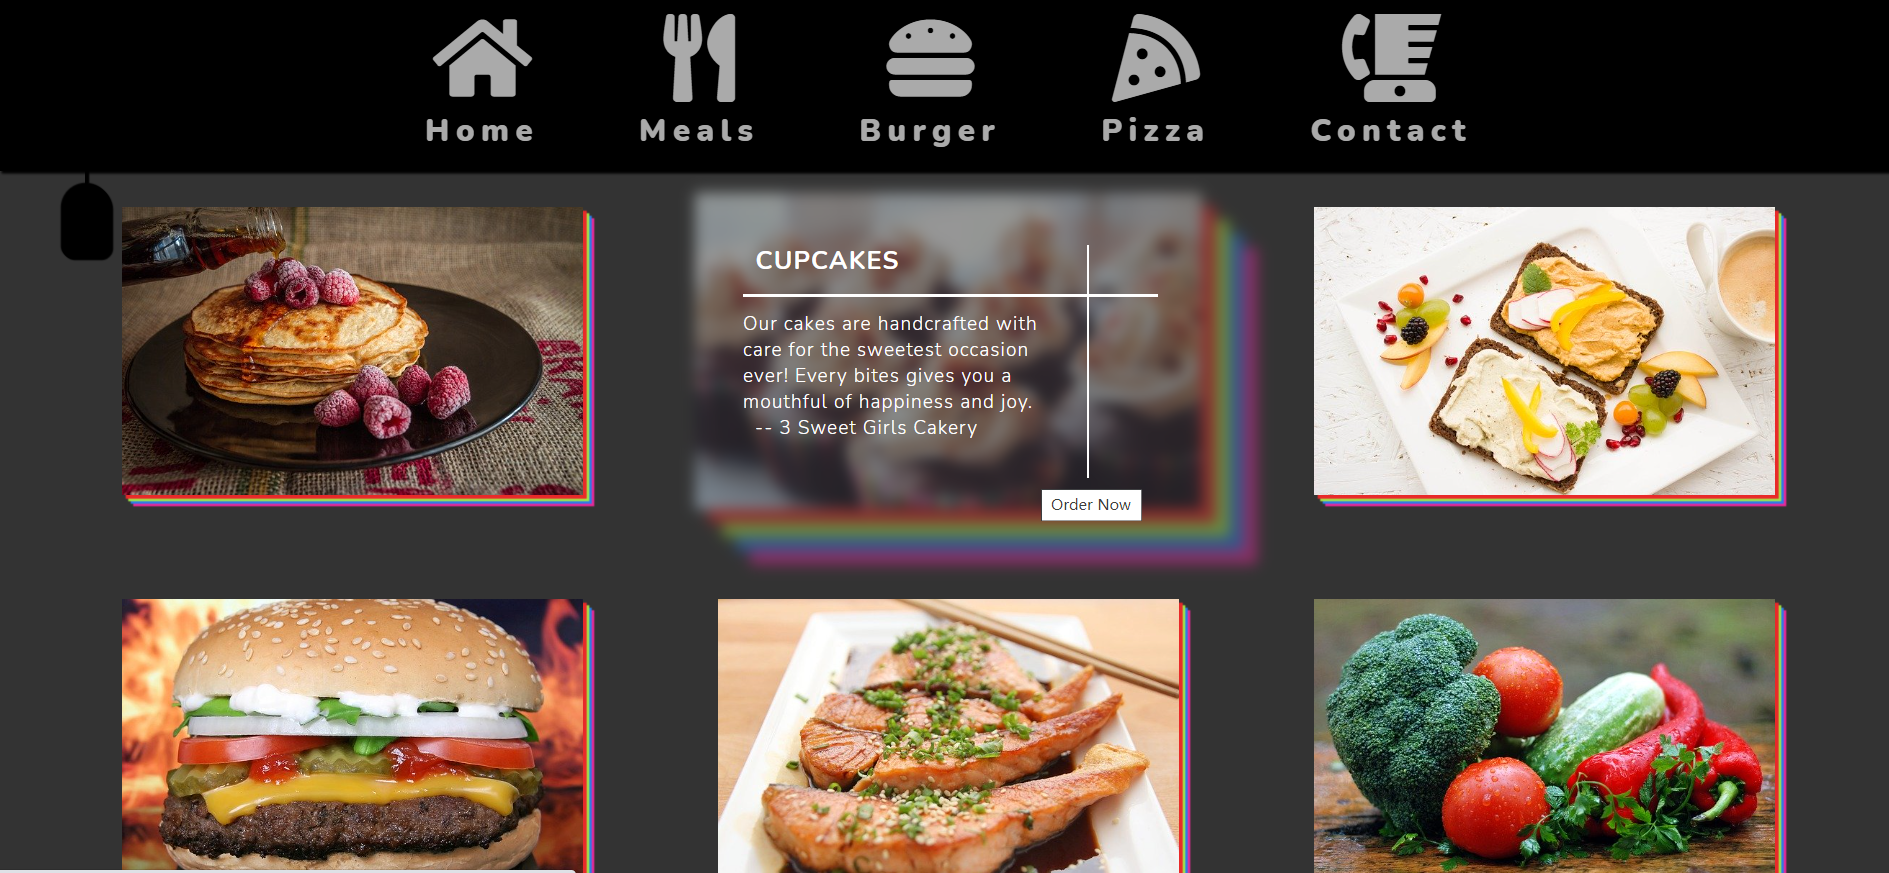 Home Meals Burger Pizza Contact
CUPCAKES
Our cakes are handcrafted with
care for the sweetest occasion
ever! Every bites gives you a
mouthful of happiness and joy.
-- 3 Sweet Girls Cakery
Order Now